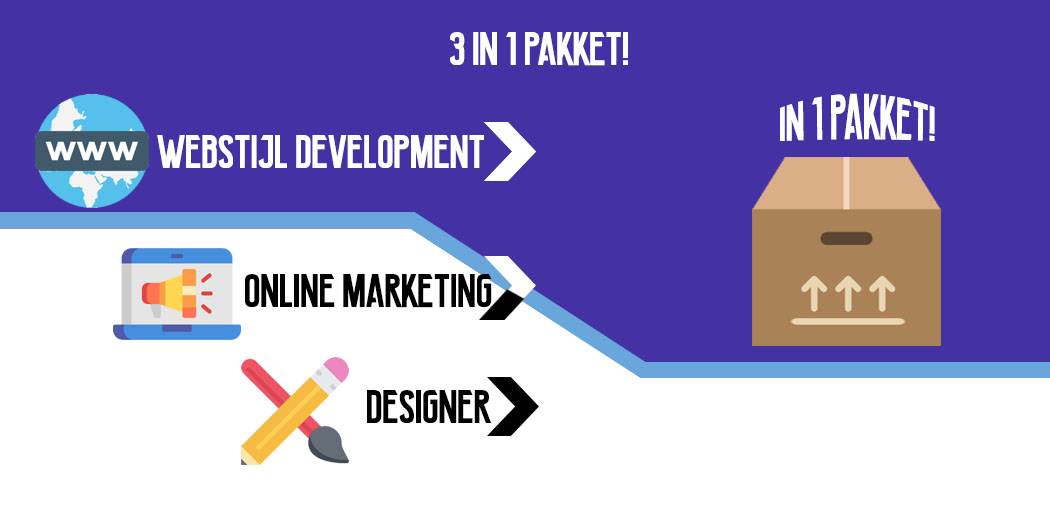 3 IN 1 PAKKET!
IN 1 PAKKET!
WWW
WEBSTIJL DEVELOPMENT
ONLINE MARKETING
DESIGNER